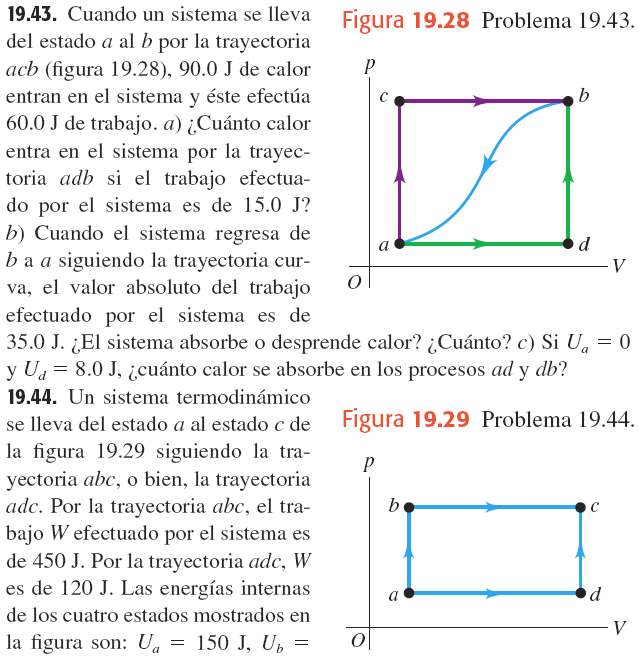 19.43. Cuando un sistema se lleva
del estado a al b por la trayectoria
acb (figura 19.28), 90.0 J de calor
entran en el sistema y éste efectúa
60.0 J de trabajo. a) ¿Cuánto calor
entra en el sistema por la trayec-
toria adb si el trabajo efectua-
do por el sistema es de 15.0 J?
b) Cuando el sistema regresa de
b a a siguiendo la trayectoria cur-
va, el valor absoluto del trabajo
efectuado por el sistema es de
35.0 J. ¿El sistema absorbe o desprende calor? ¿Cuánto? c) Si Ua = 0
y Ud = 8.0 J, ¿cuánto calor se absorbe en los procesos ad y db?
Figura 19.28 Problema 19.43.
p
c
b
a
d
V
O
19.44. Un sistema termodinámico
se lleva del estado a al estado c de
la figura 19.29 siguiendo la tra-
yectoria abc, o bien, la trayectoria
adc. Por la trayectoria abc, el tra-
bajo W efectuado por el sistema es
de 450 J. Por la trayectoria adc, W
es de 120 J. Las energías internas
de los cuatro estados mostrados en
la figura son: Ua = 150 J, Ub =
Figura 19.29 Problema 19.44.
p
b
c
a
d
V
O